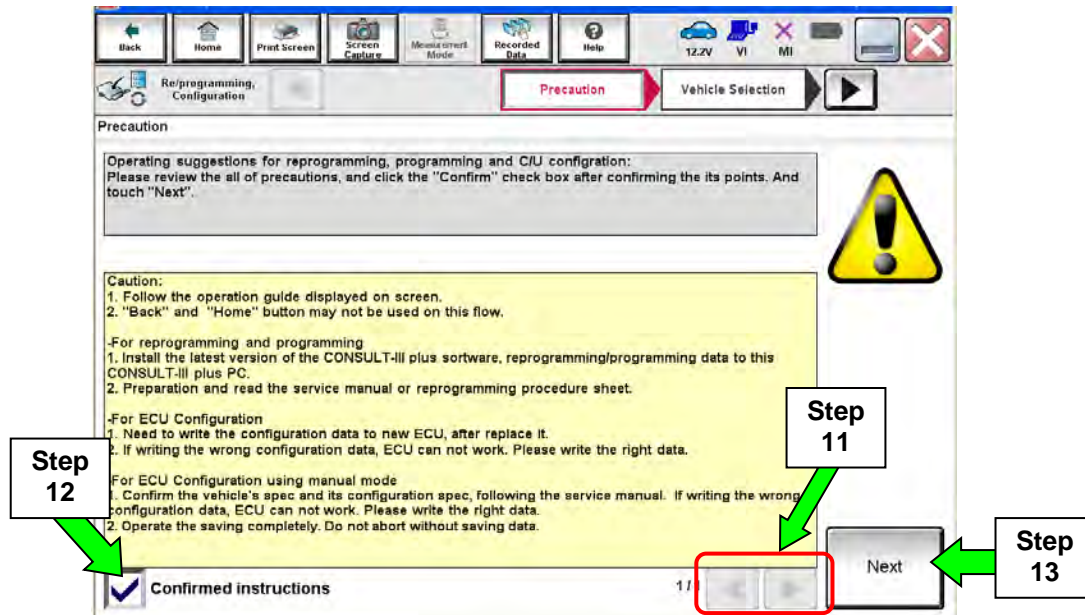 Back
Home
Print Screen
Screen
Capture
Measurement
Mode
Recorded
Data
Help
12.2V
VI
MI
Re/programming,
Configuration
Precaution
Vehicle Selection
Precaution
Operating suggestions for reprogramming, programming and C/U configration:
Please review the all of precautions, and click the "Confirm" check box after confirming the its points. And
touch "Next".
Caution:
1. Follow the operation guide displayed on screen.
2. "Back" and "Home" button may not be used on this flow.
-For reprogramming and programming
1. Install the latest version of the CONSULT-III plus sortware, reprogramming/programming data to this
CONSULT-III plus PC.
2. Preparation and read the service manual or reprogramming procedure sheet.
-For ECU Configuration
1. Need to write the configuration data to new ECU, after replace it.
2. If writing the wrong configuration data, ECU can not work. Please write the right data.
-For ECU Configuration using manual mode
1. Confirm the vehicle's spec and its configuration spec, following the service manual. If writing the wrong
configuration data, ECU can not work. Please write the right data.
2. Operate the saving completely. Do not abort without saving data.
Step
11
Step
12
Confirmed instructions
1/1
Next
Step
13